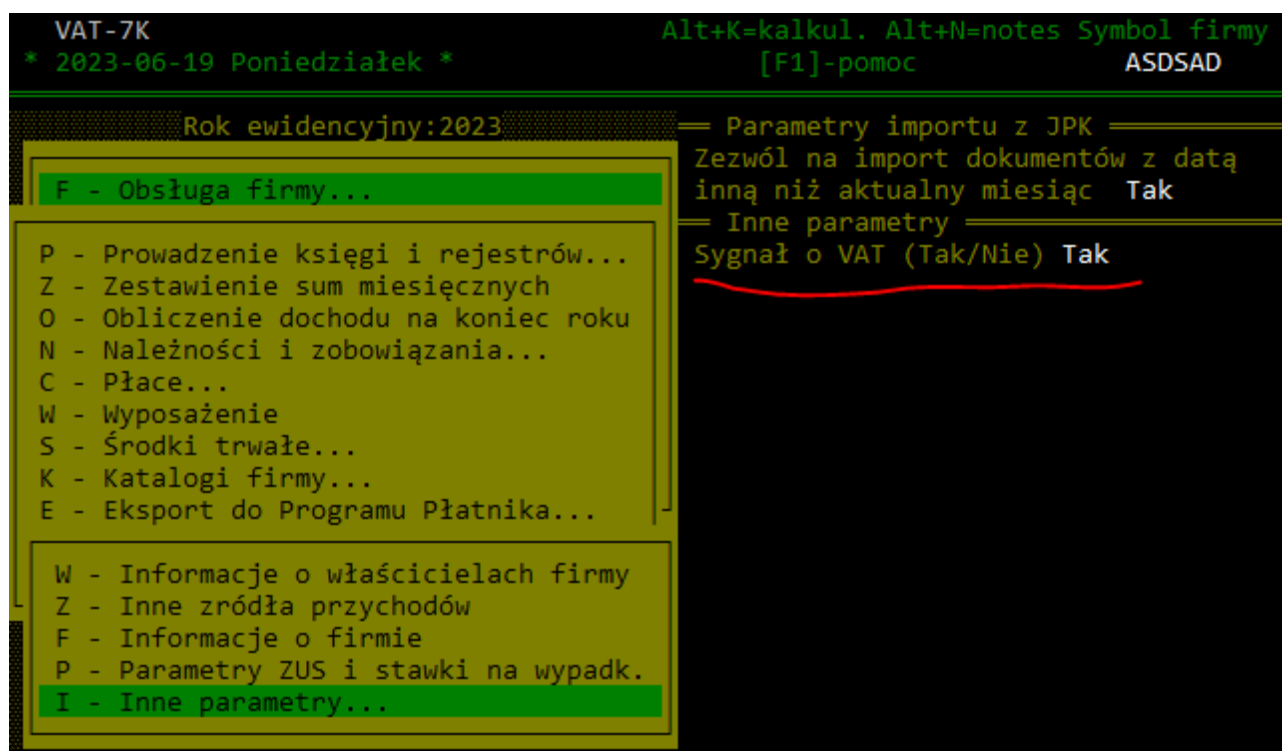 VAT-7K Alt+K=kalkul. Alt+N=notes Symbol firmy
* 2023-06-19 Poniedziałek * [F1]-pomoc ASDSAD
Rok ewidencyjny:2023
F - Obsługa firmy...
P - Prowadzenie księgi i rejestrów...
Z - Zestawienie sum miesięcznych
O - Obliczenie dochodu na koniec roku
N - Należności i zobowiązania...
C - Płace...
W - Wyposażenie
S - Środki trwałe...
K - Katalogi firmy...
E - Eksport do Programu Płatnika...
W - Informacje o właścicielach firmy
Z - Inne zródła przychodów
F - Informacje o firmie
P - Parametry ZUS i stawki na wypadk.
I - Inne parametry...
Parametry importu z JPK
Zezwól na import dokumentów z datą
inną niż aktualny miesiąc Tak
Inne parametry
Sygnał o VAT (Tak/Nie) Tak